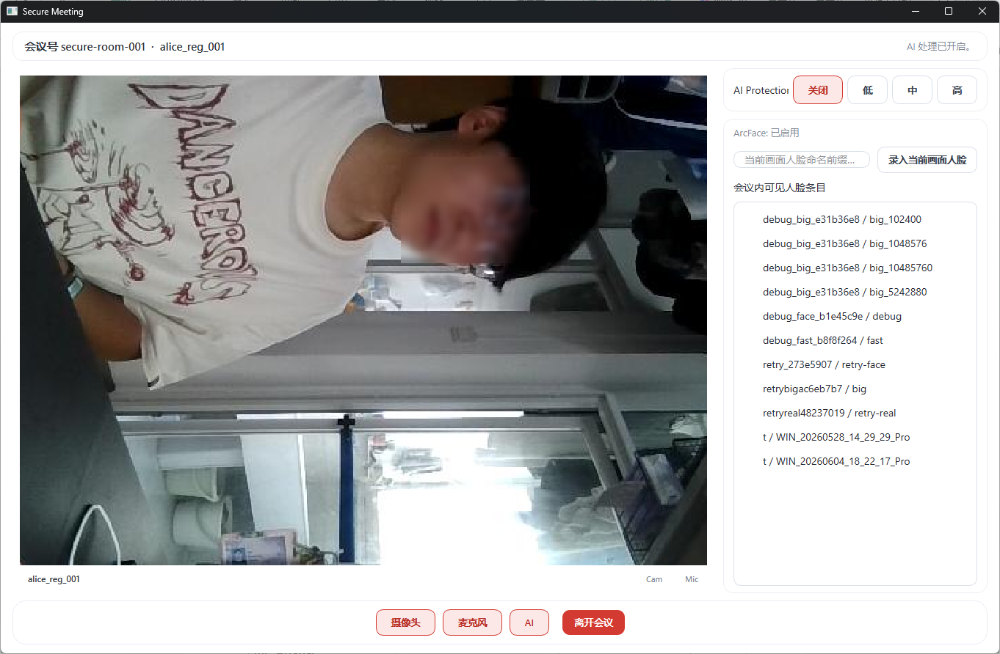 Secure Meeting
会议号 secure-room-001 · alice_reg_001
AI 处理已开启。
DANGEROUS
AI Protection 关闭 低 中 高
ArcFace: 已启用
当前画面人脸命名前缀... 录入当前画面人脸
会议内可见人脸条目
debug_big_e31b36e8 / big_102400
debug_big_e31b36e8 / big_1048576
debug_big_e31b36e8 / big_10485760
debug_big_e31b36e8 / big_5242880
debug_face_b1e45c9e / debug
debug_fast_b8f8f264 / fast
retry_273e5907 / retry-face
retrybigac6eb7b7 / big
retryreal48237019 / retry-real
t / WIN_20260528_14_29_29_Pro
t / WIN_20260604_18_22_17_Pro
alice_reg_001
Cam Mic
摄像头 麦克风 AI 离开会议